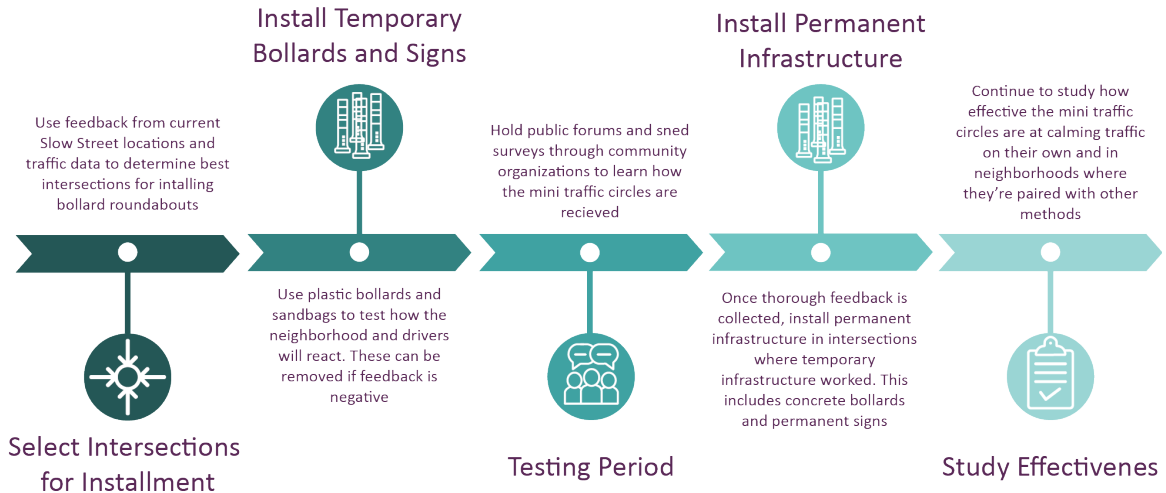 Use feedback from current
Slow Street locations and
traffic data to determine best
intersections for intalling
bollard roundabouts
Select Intersections
for Installment
Install Temporary
Bollards and Signs
Use plastic bollards and
sandbags to test how the
neighborhood and drivers
will react. These can be
removed if feedback is
negative
Hold public forums and sned
surveys through community
organizations to learn how
the mini traffic circles are
recieved
Testing Period
Install Permanent
Infrastructure
Once thorough feedback is
collected, install permanent
infrastructure in intersections
where temporary
infrastructure worked. This
includes concrete bollards
and permanent signs
Continue to study how
effective the mini traffic
circles are at calming traffic
on their own and in
neighborhoods where
they’re paired with other
methods
Study Effectivenes